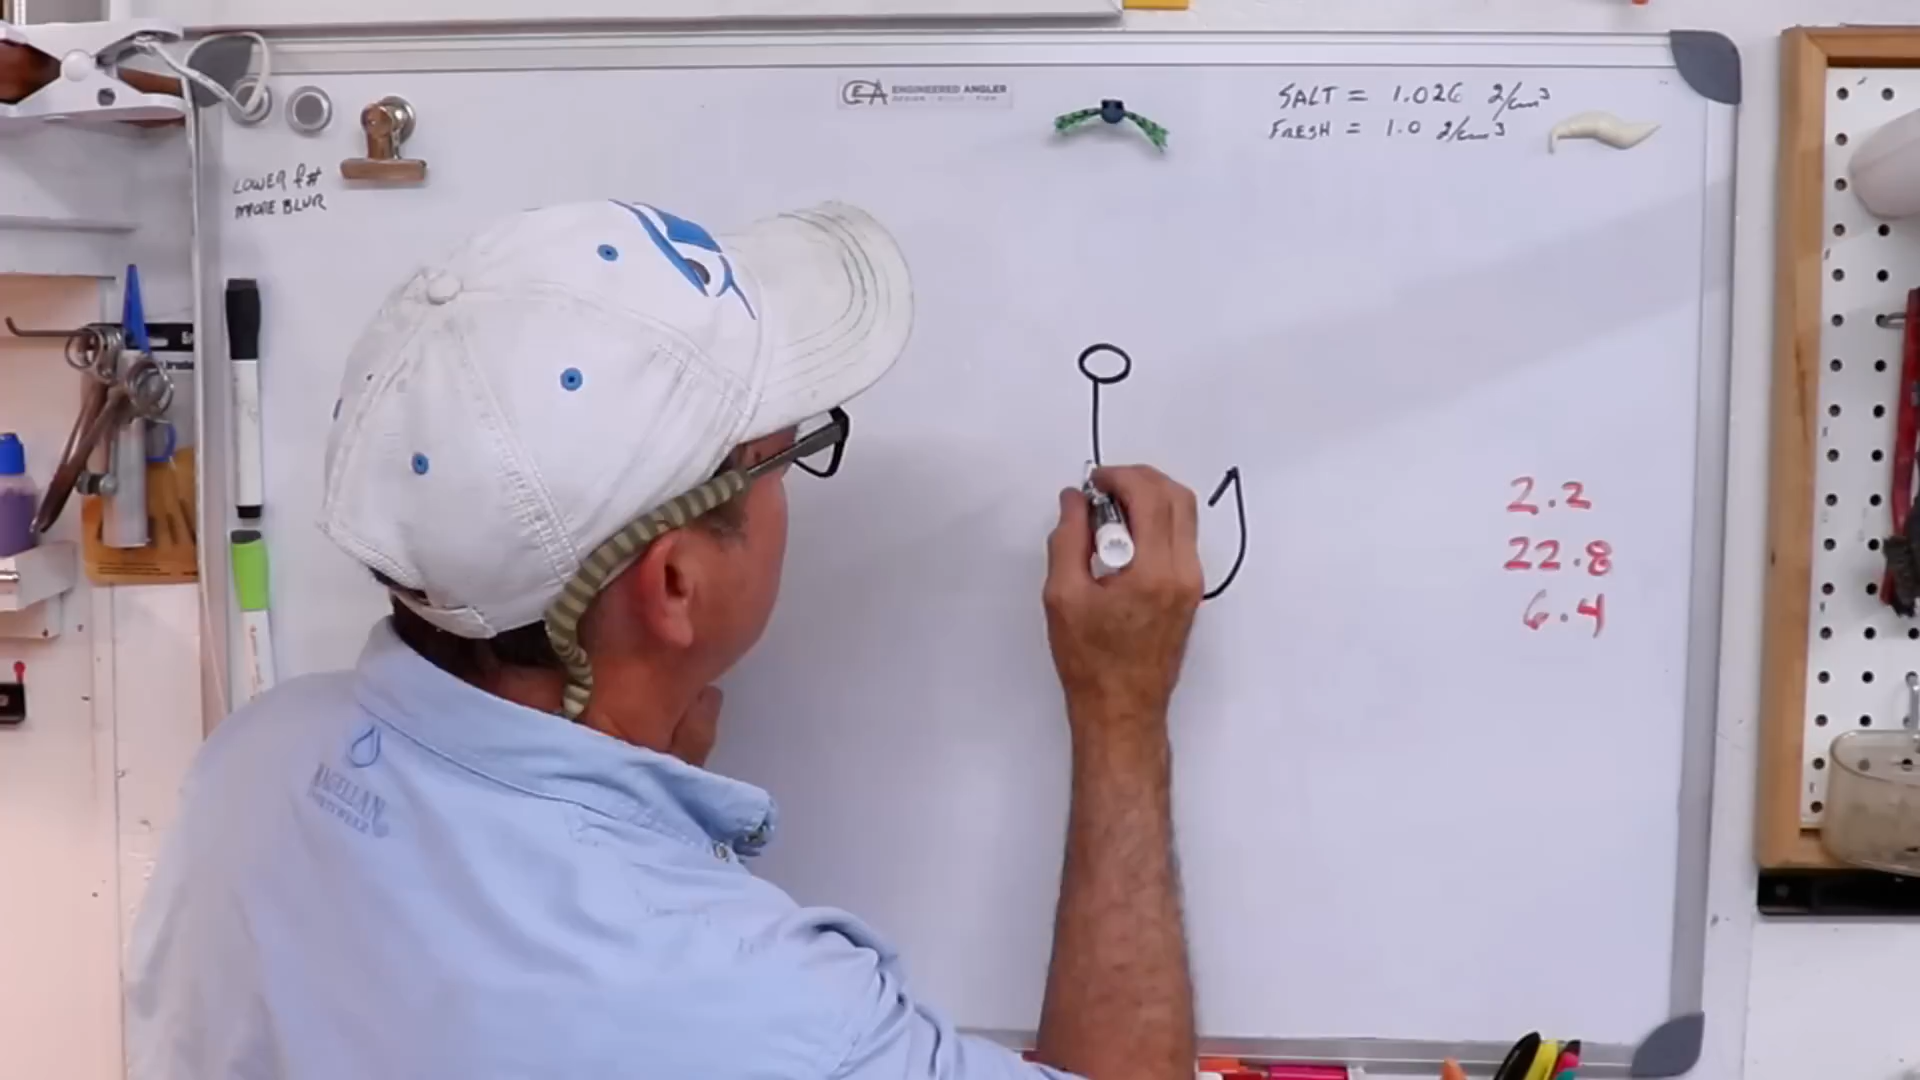 ENGINEERED ANGLER
SALT = 1.026 g/cm³
FRESH = 1.0 g/cm³
LOWER f#
MORE BLUR
2.2
22.8
6.4
MAGELLAN